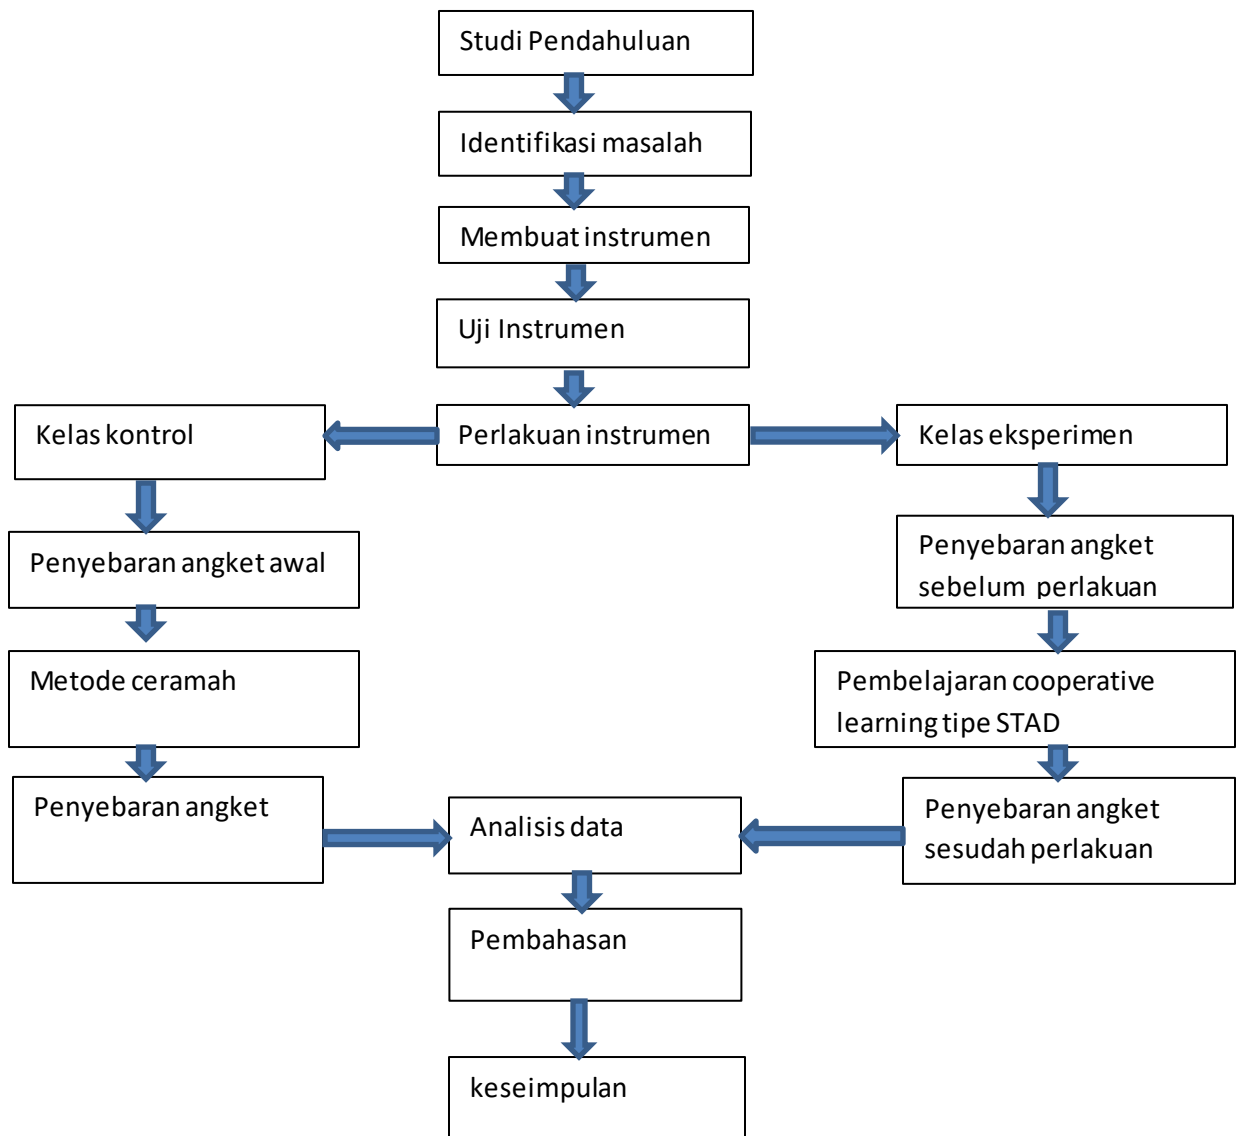 Studi Pendahuluan
Identifikasi masalah
Membuat instrumen
Uji Instrumen
Kelas kontrol
Perlakuan instrumen
Kelas eksperimen
Penyebaran angket awal
Penyebaran angket
sebelum perlakuan
Metode ceramah
Pembelajaran cooperative
learning tipe STAD
Penyebaran angket
Analisis data
Penyebaran angket
sesudah perlakuan
Pembahasan
keseimpulan